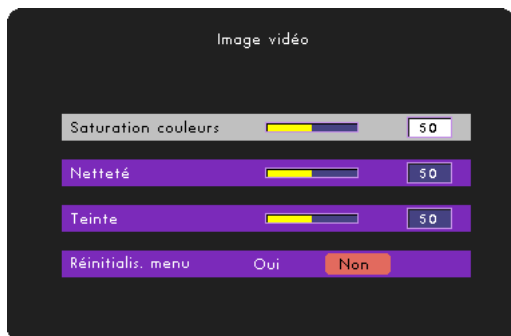 Image vidéo
Saturation couleurs 50
Netteté 50
Teinte 50
Réinitialis. menu Oui Non